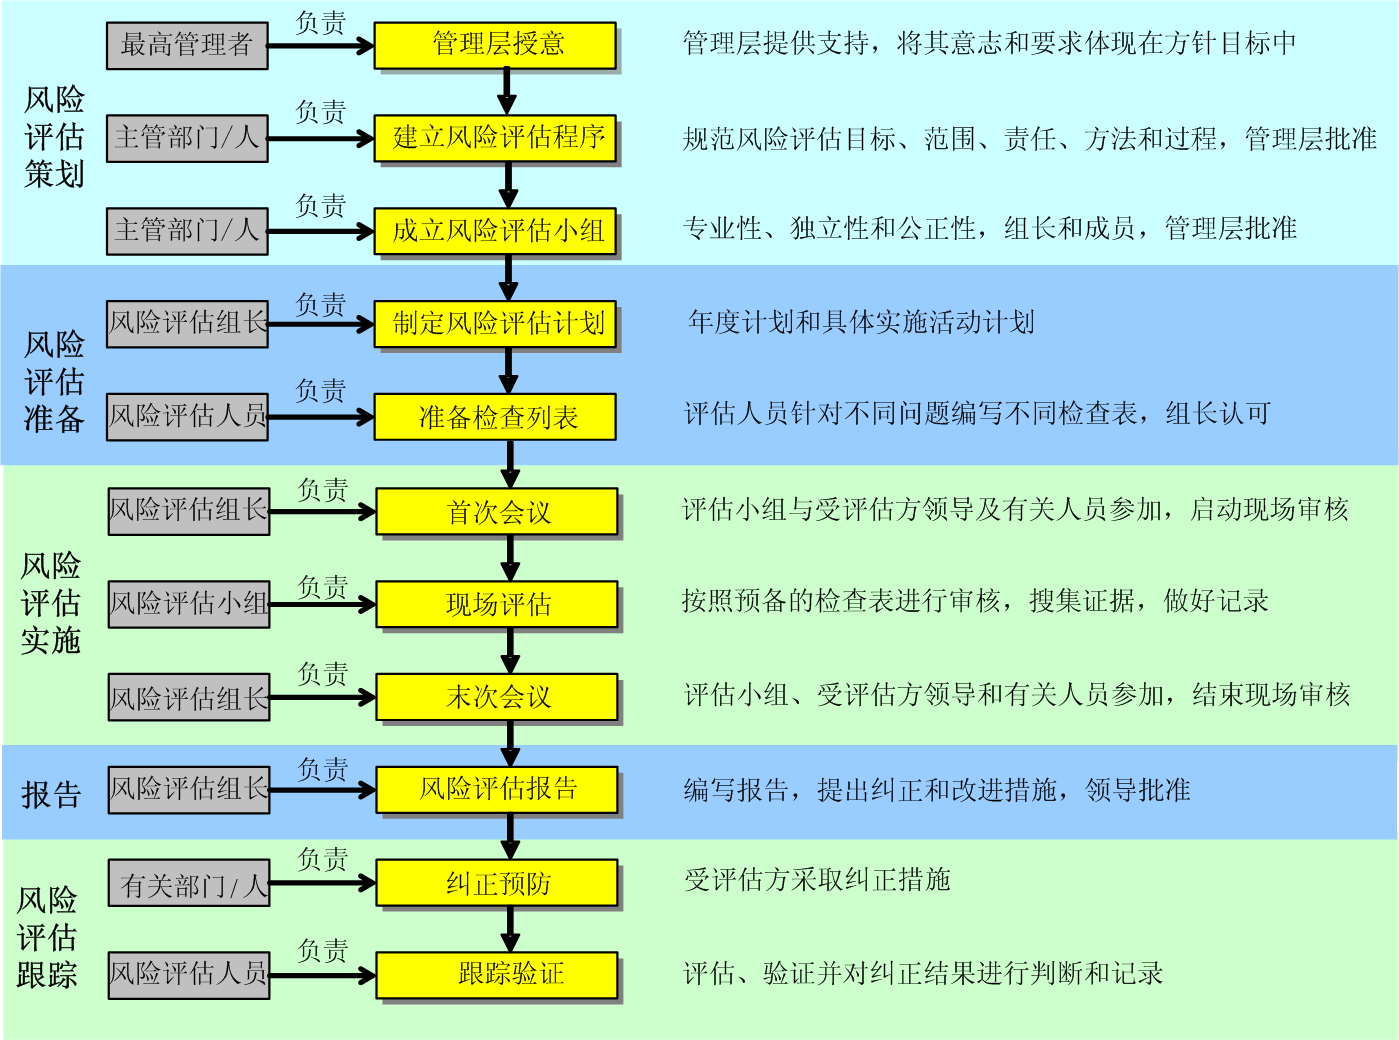 风险
评估
策划
最高管理者
负责
管理层授意
管理层提供支持，将其意志和要求体现在方针目标中
主管部门/人
负责
建立风险评估程序
规范风险评估目标、范围、责任、方法和过程，管理层批准
主管部门/人
负责
成立风险评估小组
专业性、独立性和公正性，组长和成员，管理层批准
风险
评估
准备
风险评估组长
负责
制定风险评估计划
年度计划和具体实施活动计划
风险评估人员
负责
准备检查列表
评估人员针对不同问题编写不同检查表，组长认可
风险
评估
实施
风险评估组长
负责
首次会议
评估小组与受评估方领导及有关人员参加，启动现场审核
风险评估小组
负责
现场评估
按照预备的检查表进行审核，搜集证据，做好记录
风险评估组长
负责
末次会议
评估小组、受评估方领导和有关人员参加，结束现场审核
报告
风险评估组长
负责
风险评估报告
编写报告，提出纠正和改进措施，领导批准
风险
评估
跟踪
有关部门/人
负责
纠正预防
受评估方采取纠正措施
风险评估人员
负责
跟踪验证
评估、验证并对纠正结果进行判断和记录